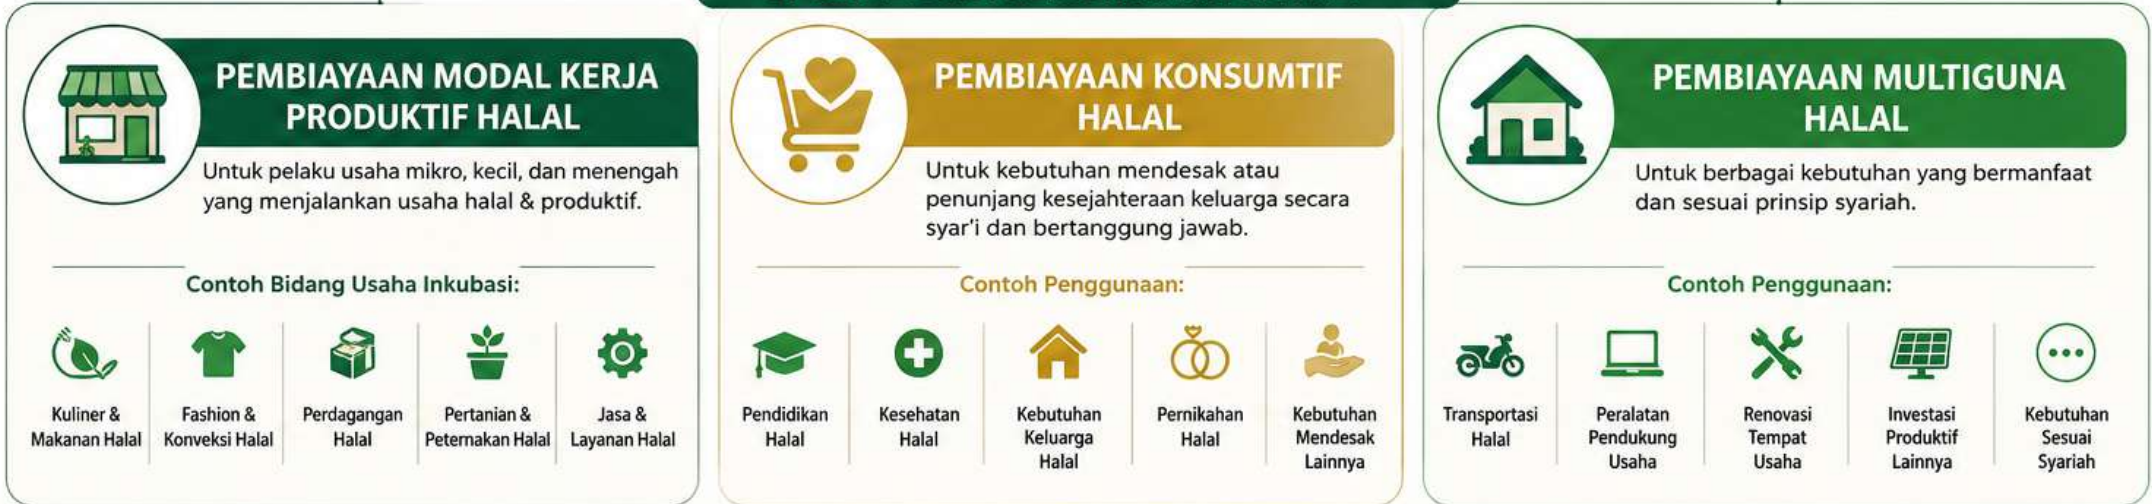 PEMBIAYAAN MODAL KERJA
PRODUKTIF HALAL
Untuk pelaku usaha mikro, kecil, dan menengah
yang menjalankan usaha halal & produktif.
Contoh Bidang Usaha Inkubasi:
Kuliner &
Makanan Halal
Fashion &
Konveksi Halal
Perdagangan
Halal
Pertanian &
Peternakan Halal
Jasa &
Layanan Halal
PEMBIAYAAN KONSUMTIF
HALAL
Untuk kebutuhan mendesak atau
penunjang kesejahteraan keluarga secara
syar'i dan bertanggung jawab.
Contoh Penggunaan:
Pendidikan
Halal
Kesehatan
Halal
Kebutuhan
Keluarga
Halal
Pernikahan
Halal
Kebutuhan
Mendesak
Lainnya
PEMBIAYAAN MULTIGUNA
HALAL
Untuk berbagai kebutuhan yang bermanfaat
dan sesuai prinsip syariah.
Contoh Penggunaan:
Transportasi
Halal
Peralatan
Pendukung
Usaha
Renovasi
Tempat
Usaha
Investasi
Produktif
Lainnya
Kebutuhan
Sesuai
Syariah